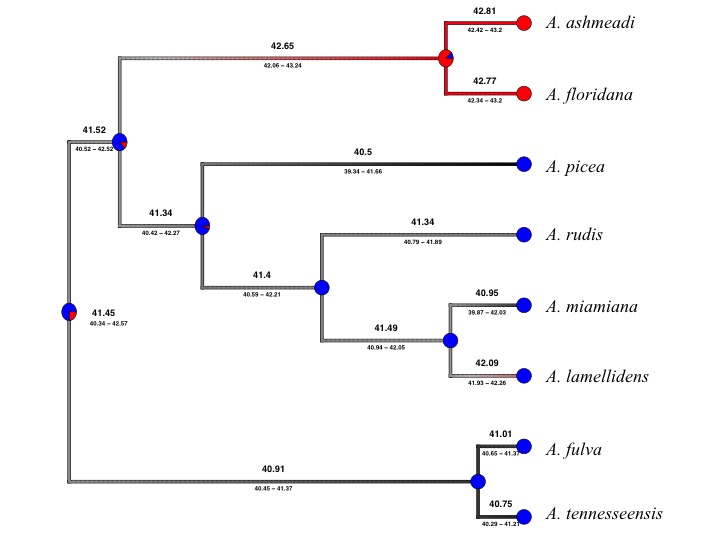 42.81
42.42 – 43.2
A. ashmeadi
42.65
42.06 – 43.24
42.77
42.34 – 43.2
A. floridana
41.52
40.52 – 42.52
40.5
39.34 – 41.66
A. picea
41.34
40.42 – 42.27
41.34
40.79 – 41.89
A. rudis
41.4
40.59 – 42.21
40.95
39.87 – 42.03
A. miamiana
41.45
40.34 – 42.57
41.49
40.94 – 42.05
42.09
41.93 – 42.26
A. lamellidens
41.01
40.65 – 41.37
A. fulva
40.91
40.45 – 41.37
40.75
40.29 – 41.21
A. tennesseensis